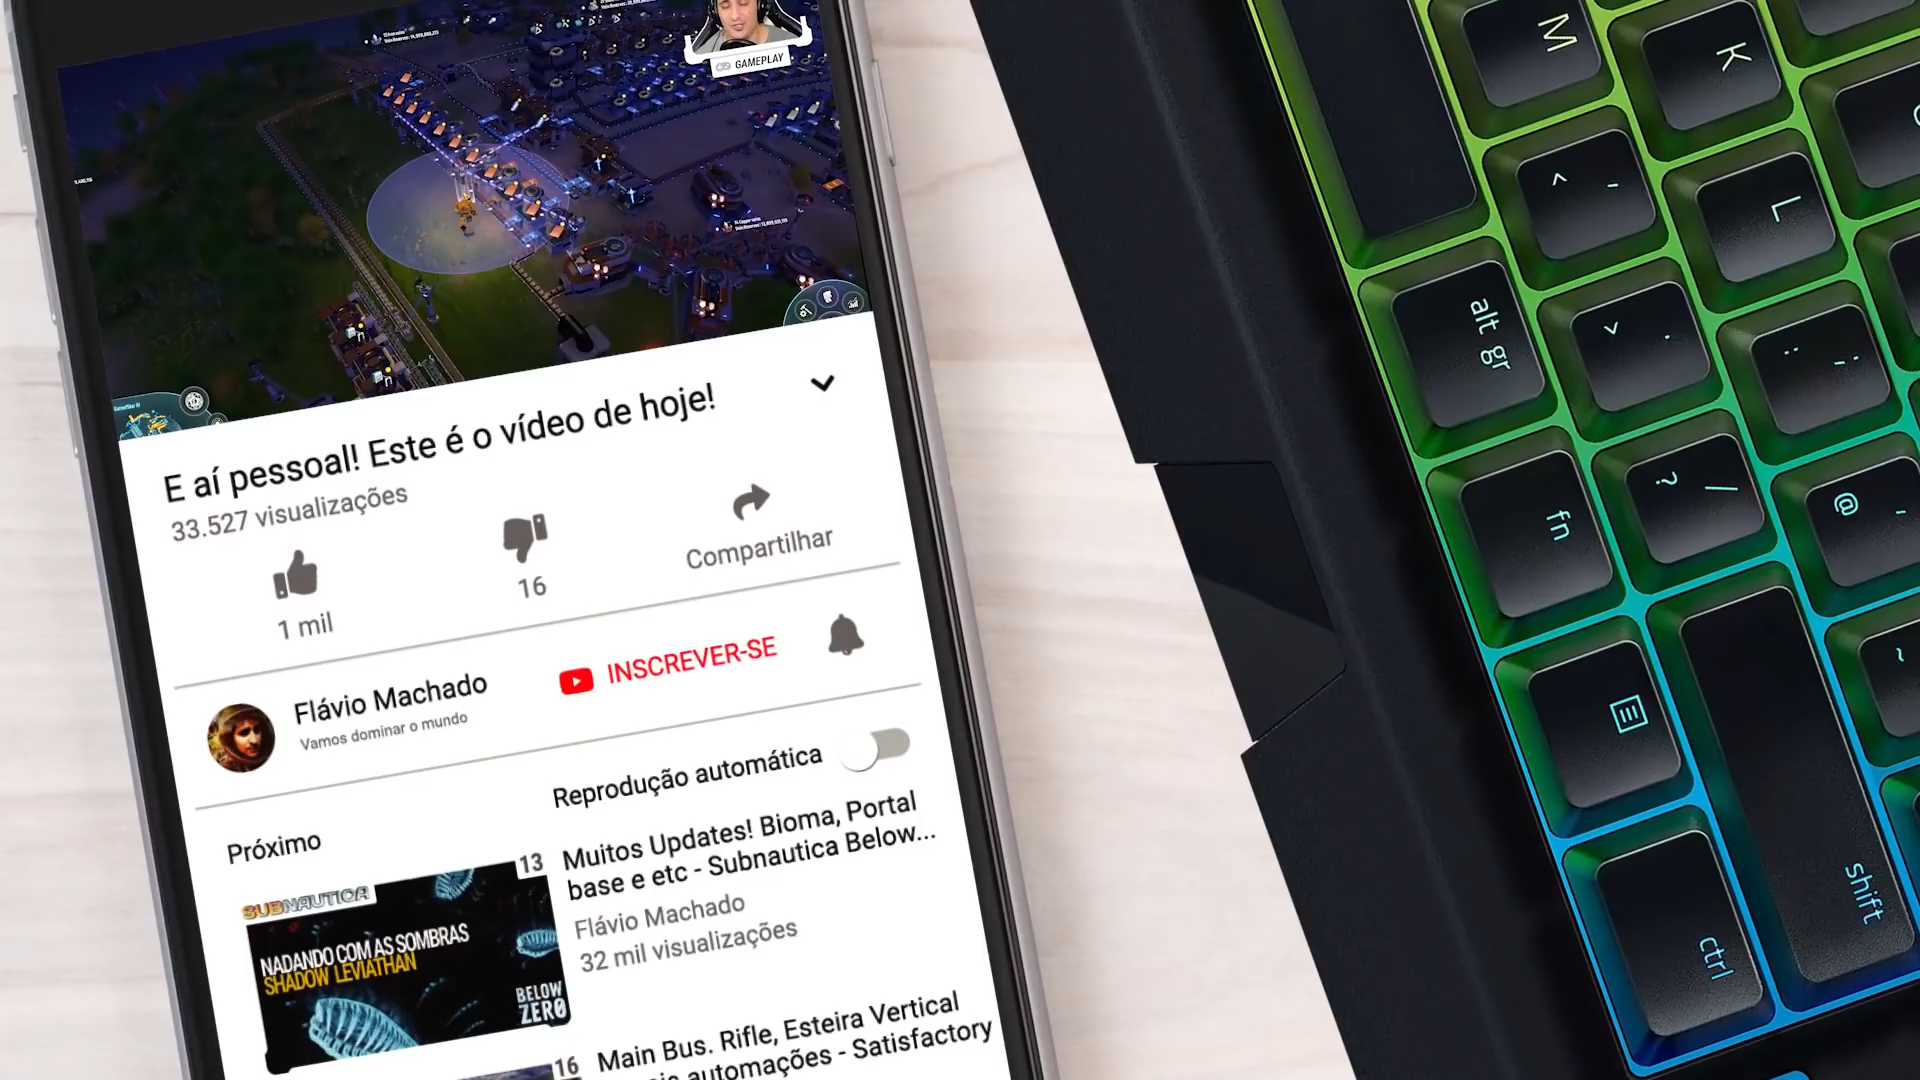 GAMEPLAY
E aí pessoal! Este é o vídeo de hoje!
33.527 visualizações
1 mil
16
Compartilhar
Flávio Machado
Vamos dominar o mundo
INSCREVER-SE
Reprodução automática
Próximo
13
SUBNAUTICA
NADANDO COM AS SOMBRAS
SHADOW LEVIATHAN
BELOW
ZERO
Muitos Updates! Bioma, Portal
base e etc - Subnautica Below...
Flávio Machado
32 mil visualizações
16
Main Bus. Rifle, Esteira Vertical
automações - Satisfactory
M
K
L
alt gr
fn
? /
@
shift
ctrl